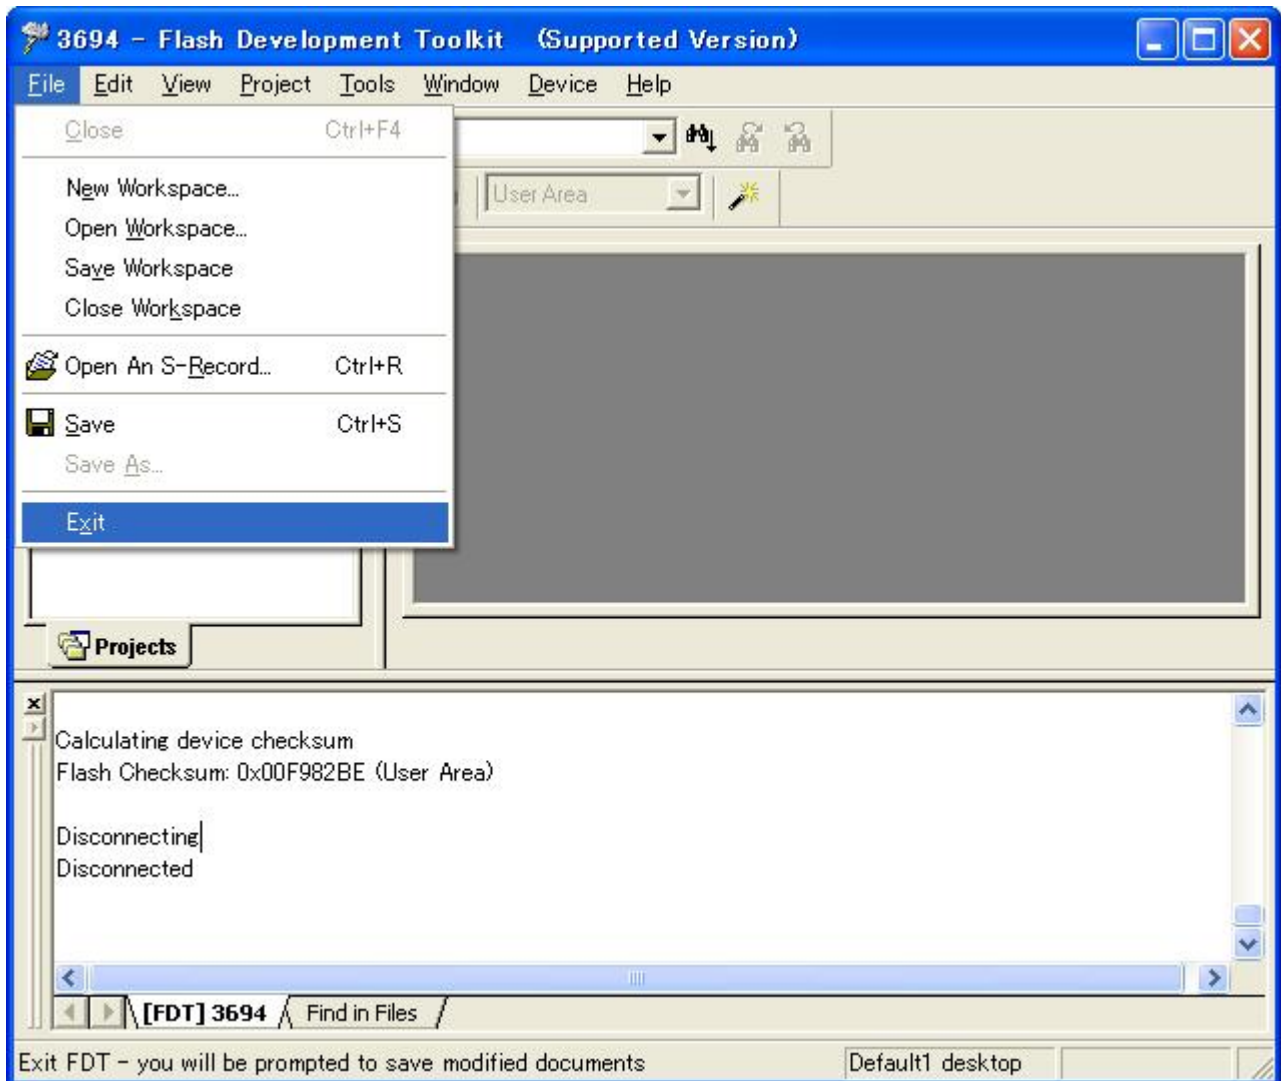 3694 - Flash Development Toolkit (Supported Version)
File Edit View Project Tools Window Device Help
Close Ctrl+F4
New Workspace...
User Area
Open Workspace...
Save Workspace
Close Workspace
Open An S-Record... Ctrl+R
Save Ctrl+S
Save As...
Exit
Projects
Calculating device checksum
Flash Checksum: 0x00F982BE (User Area)
Disconnecting
Disconnected
[FDT] 3694 Find in Files
Exit FDT - you will be prompted to save modified documents Default1 desktop